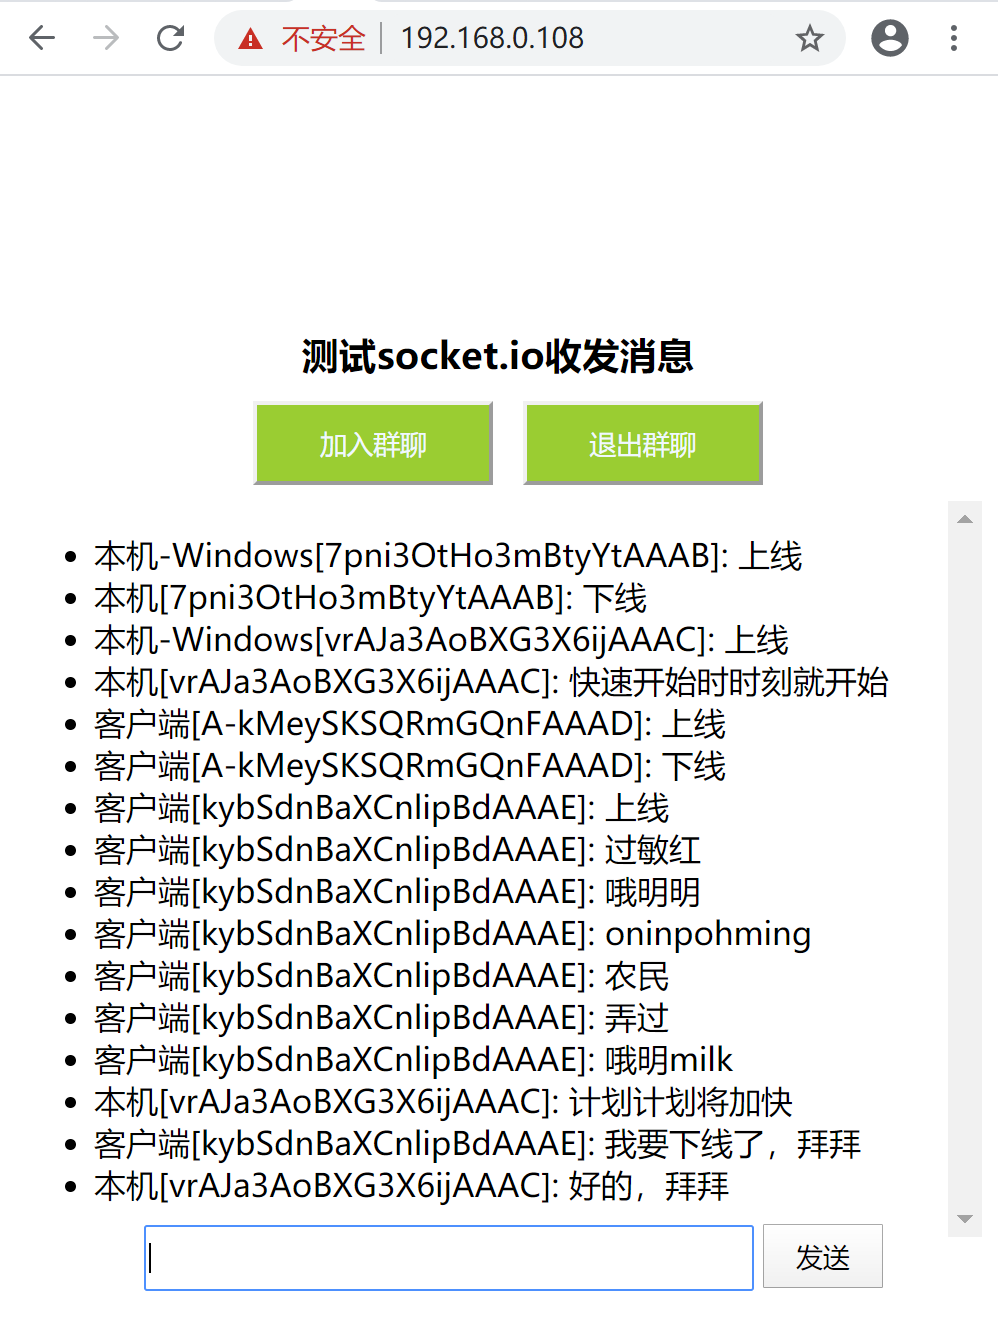 不安全 192.168.0.108
测试socket.io收发消息
加入群聊 退出群聊
本机-Windows[7pni3OtHo3mBtyYtAAAB]: 上线
本机[7pni3OtHo3mBtyYtAAAB]: 下线
本机-Windows[vrAJa3AoBXG3X6ijAAAC]: 上线
本机[vrAJa3AoBXG3X6ijAAAC]: 快速开始时时刻就开始
客户端[A-kMeySKSQRmGQnFAAAD]: 上线
客户端[A-kMeySKSQRmGQnFAAAD]: 下线
客户端[kybSdnBaXCnlipBdAAAE]: 上线
客户端[kybSdnBaXCnlipBdAAAE]: 过敏红
客户端[kybSdnBaXCnlipBdAAAE]: 哦明明
客户端[kybSdnBaXCnlipBdAAAE]: oninpohming
客户端[kybSdnBaXCnlipBdAAAE]: 农民
客户端[kybSdnBaXCnlipBdAAAE]: 弄过
客户端[kybSdnBaXCnlipBdAAAE]: 哦明milk
本机[vrAJa3AoBXG3X6ijAAAC]: 计划计划将加快
客户端[kybSdnBaXCnlipBdAAAE]: 我要下线了，拜拜
本机[vrAJa3AoBXG3X6ijAAAC]: 好的，拜拜
发送